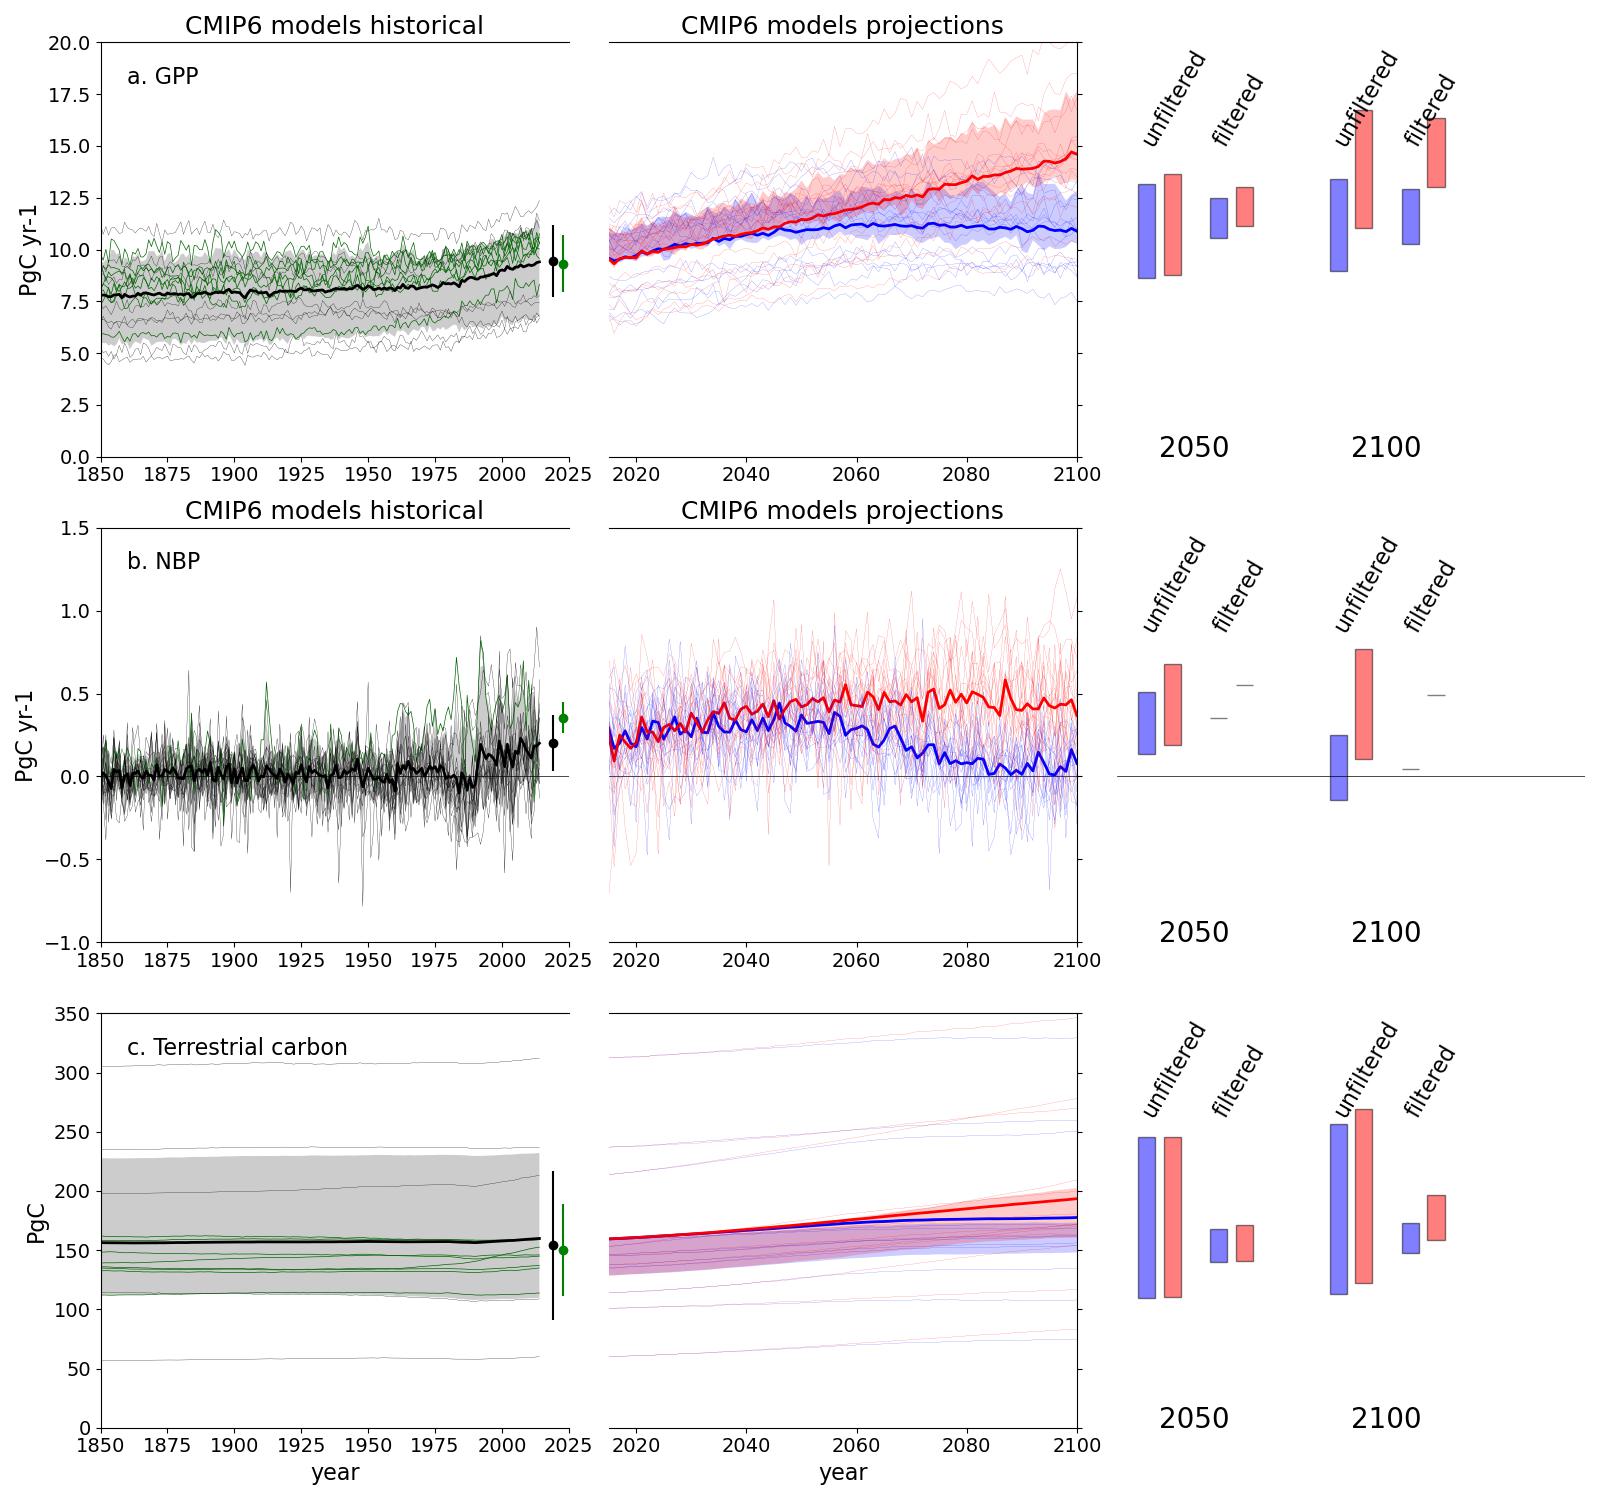 CMIP6 models historical
CMIP6 models projections
20.0
17.5
15.0
12.5
10.0
7.5
5.0
2.5
0.0
PgC yr-1
a. GPP
1850 1875 1900 1925 1950 1975 2000 2025
2020 2040 2060 2080 2100
unfiltered
filtered
unfiltered
filtered
2050
2100
CMIP6 models historical
CMIP6 models projections
1.5
1.0
0.5
0.0
−0.5
−1.0
PgC yr-1
b. NBP
1850 1875 1900 1925 1950 1975 2000 2025
2020 2040 2060 2080 2100
unfiltered
filtered
unfiltered
filtered
2050
2100
350
300
250
200
150
100
50
0
PgC
c. Terrestrial carbon
1850 1875 1900 1925 1950 1975 2000 2025
year
2020 2040 2060 2080 2100
year
unfiltered
filtered
unfiltered
filtered
2050
2100